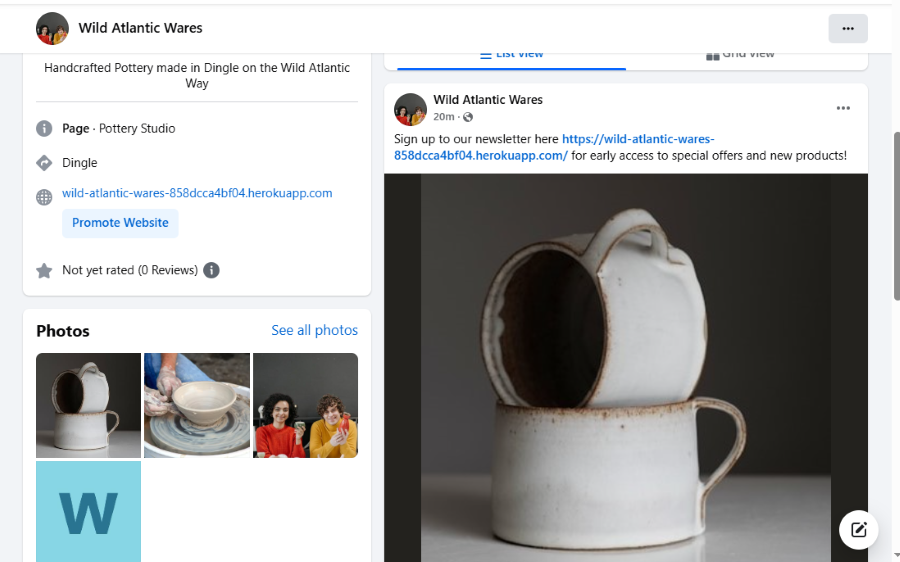 Wild Atlantic Wares
Handcrafted Pottery made in Dingle on the Wild Atlantic
Way
Page · Pottery Studio
Dingle
wild-atlantic-wares-858dcca4bf04.herokuapp.com
Promote Website
Not yet rated (0 Reviews)
Photos
See all photos
W
List view
Grid view
Wild Atlantic Wares
20m ·
Sign up to our newsletter here https://wild-atlantic-wares-
858dcca4bf04.herokuapp.com/ for early access to special offers and new products!